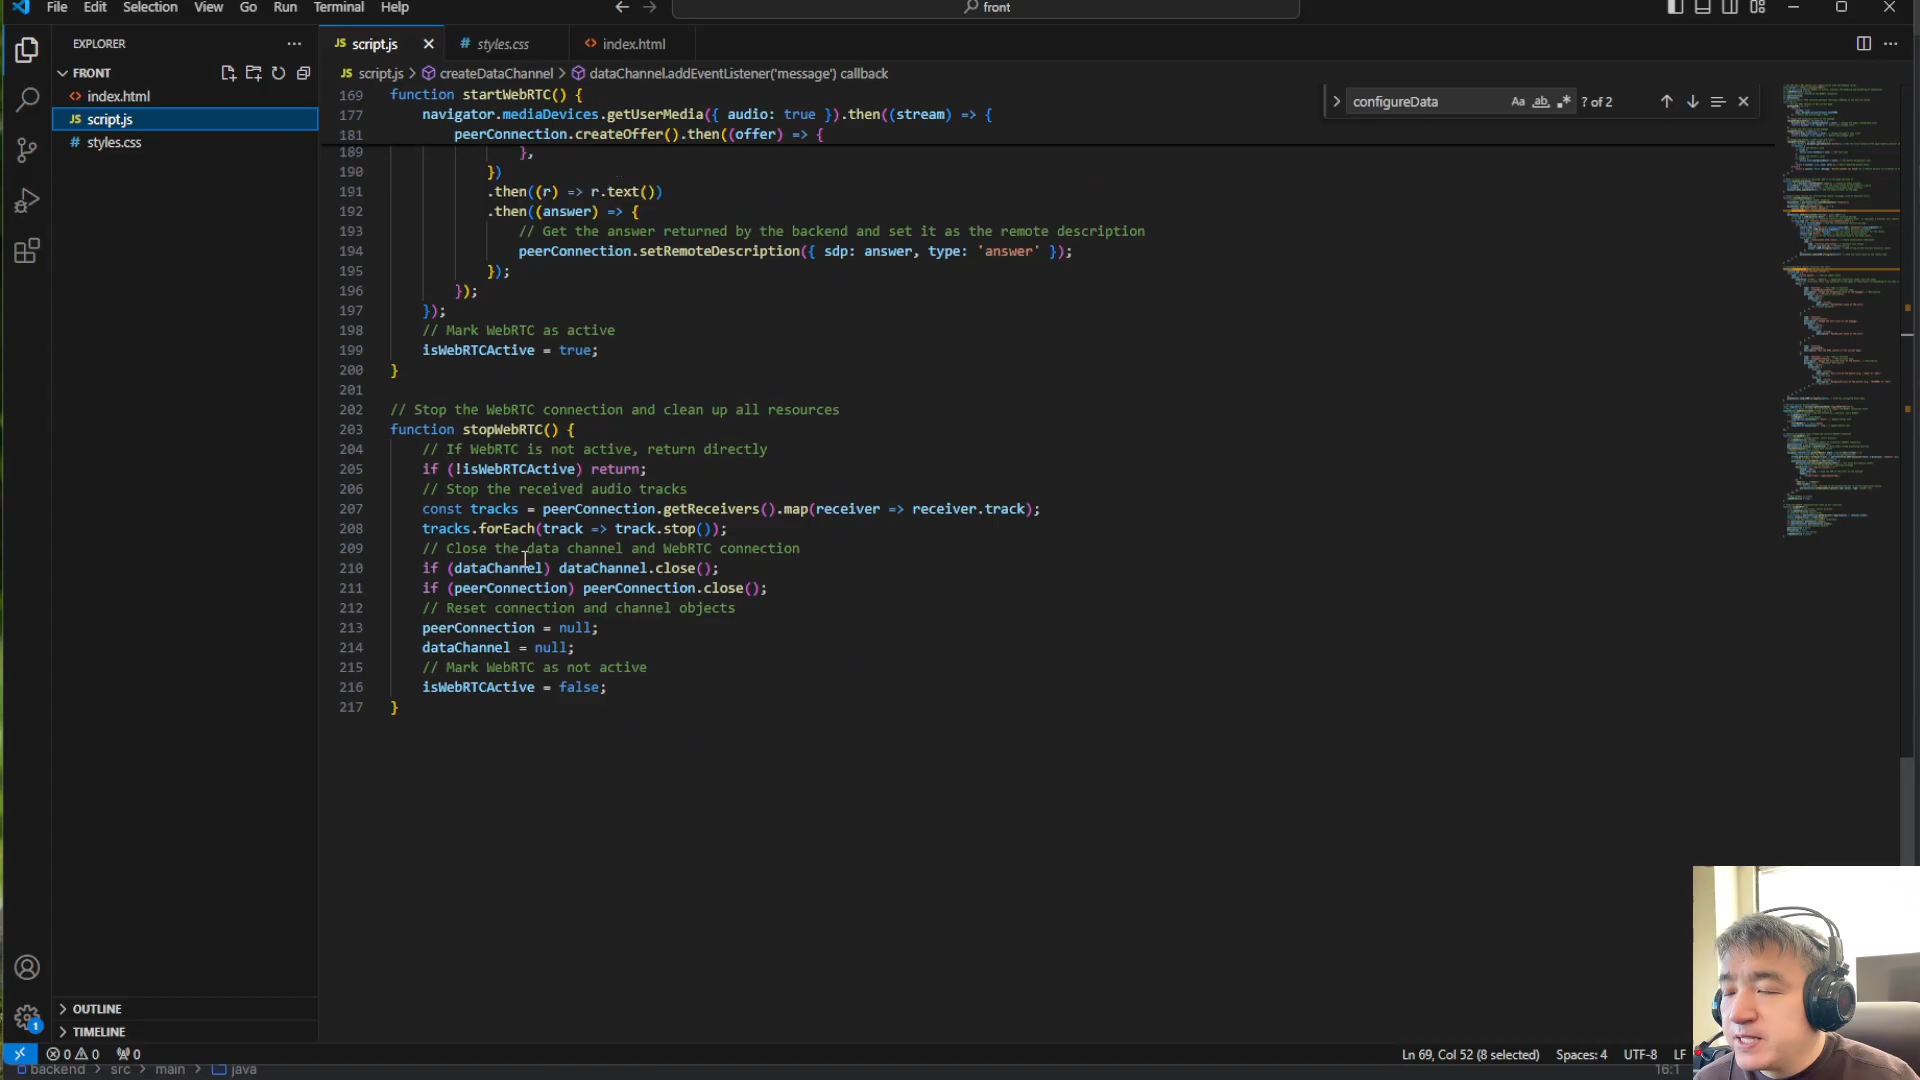 File Edit Selection View Go Run Terminal Help
front
EXPLORER
FRONT
index.html
script.js
styles.css
OUTLINE
TIMELINE
JS script.js
# styles.css
<> index.html
JS script.js > createDataChannel > dataChannel.addEventListener('message') callback
configureData Aa ab .* ? of 2
169 function startWebRTC() {
177 navigator.mediaDevices.getUserMedia({ audio: true }).then((stream) => {
181 peerConnection.createOffer().then((offer) => {
189 },
190 })
191 .then((r) => r.text())
192 .then((answer) => {
193 // Get the answer returned by the backend and set it as the remote description
194 peerConnection.setRemoteDescription({ sdp: answer, type: 'answer' });
195 });
196 });
197 });
198 // Mark WebRTC as active
199 isWebRTCActive = true;
200 }
201
202 // Stop the WebRTC connection and clean up all resources
203 function stopWebRTC() {
204 // If WebRTC is not active, return directly
205 if (!isWebRTCActive) return;
206 // Stop the received audio tracks
207 const tracks = peerConnection.getReceivers().map(receiver => receiver.track);
208 tracks.forEach(track => track.stop());
209 // Close the data channel and WebRTC connection
210 if (dataChannel) dataChannel.close();
211 if (peerConnection) peerConnection.close();
212 // Reset connection and channel objects
213 peerConnection = null;
214 dataChannel = null;
215 // Mark WebRTC as not active
216 isWebRTCActive = false;
217 }
1
0 0 0 Ln 69, Col 52 (8 selected) Spaces: 4 UTF-8 LF
backend > src > main > java 16:1